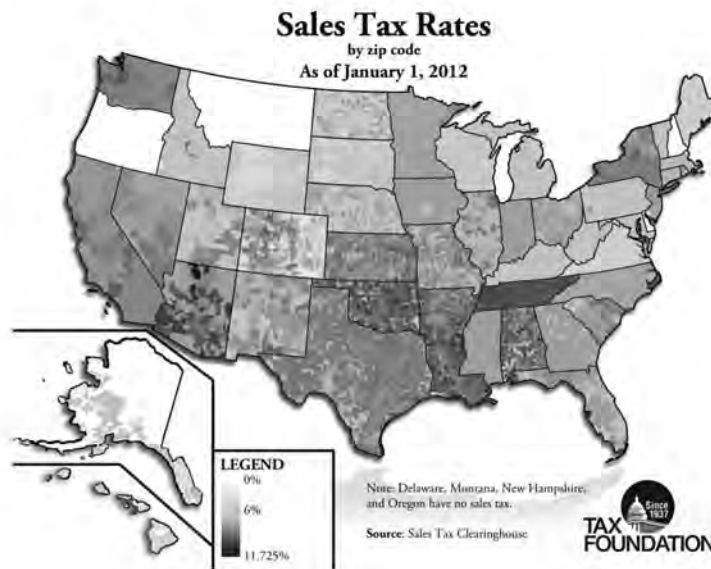 Sales Tax Rates
by zip code
As of January 1, 2012
LEGEND
0%
6%
11.725%
Note: Delaware, Montana, New Hampshire,
and Oregon have no sales tax.
Source: Sales Tax Clearinghouse
Since
1937
TAX
FOUNDATION